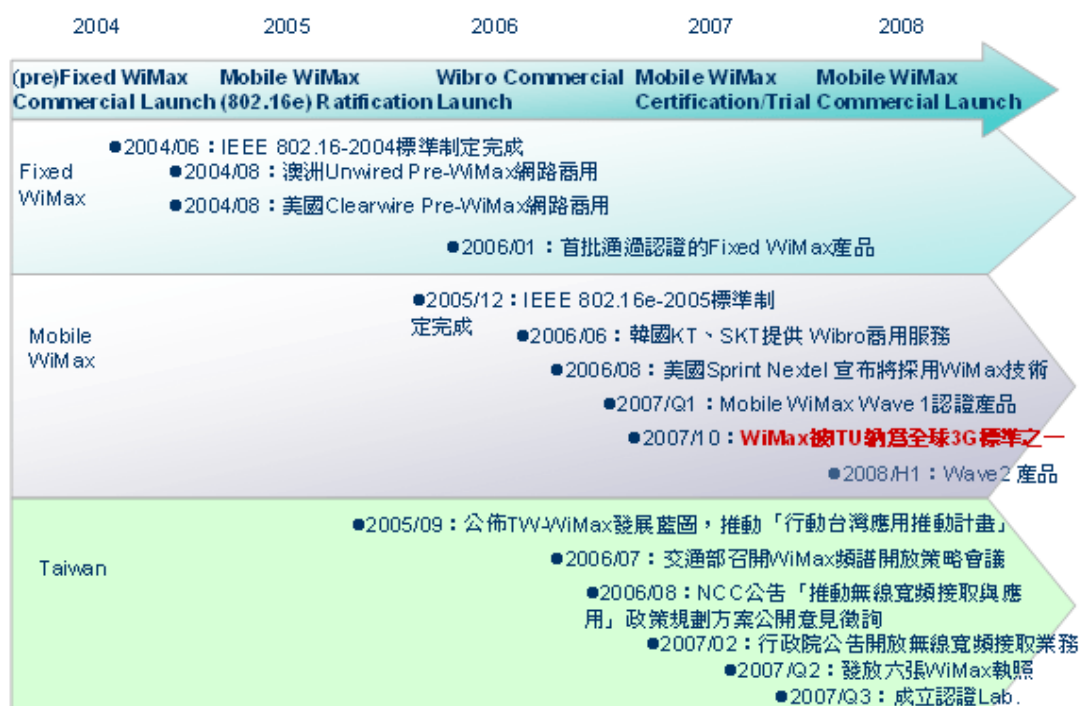 2004 2005 2006 2007 2008
(pre)Fixed WiMax Mobile WiMax Wibro Commercial Mobile WiMax Mobile WiMax
Commercial Launch (802.16e) Ratification Launch Certification/Trial Commercial Launch
●2004/06：IEEE 802.16-2004標準制定完成
Fixed
WiMax
●2004/08：澳洲Unwired Pre-WiMax網路商用
●2004/08：美國Clearwire Pre-WiMax網路商用
●2006/01：首批通過認證的Fixed WiMax產品
Mobile
WiMax
●2005/12：IEEE 802.16e-2005標準制
定完成
●2006/06：韓國KT、SKT提供 Wibro商用服務
●2006/08：美國Sprint Nextel 宣布將採用WiMax技術
●2007/Q1：Mobile WiMax Wave 1認證產品
●2007/10：WiMax被ITU納為全球3G標準之一
●2008/H1：Wave2 產品
Taiwan
●2005/09：公佈TW-WiMax發展藍圖，推動「行動台灣應用推動計畫」
●2006/07：交通部召開WiMax頻譜開放策略會議
●2006/08：NCC公告「推動無線寬頻接取與應
用」政策規劃方案公開意見徵詢
●2007/02：行政院公告開放無線寬頻接取業務
●2007/Q2：發放六張WiMax執照
●2007/Q3：成立認證Lab.